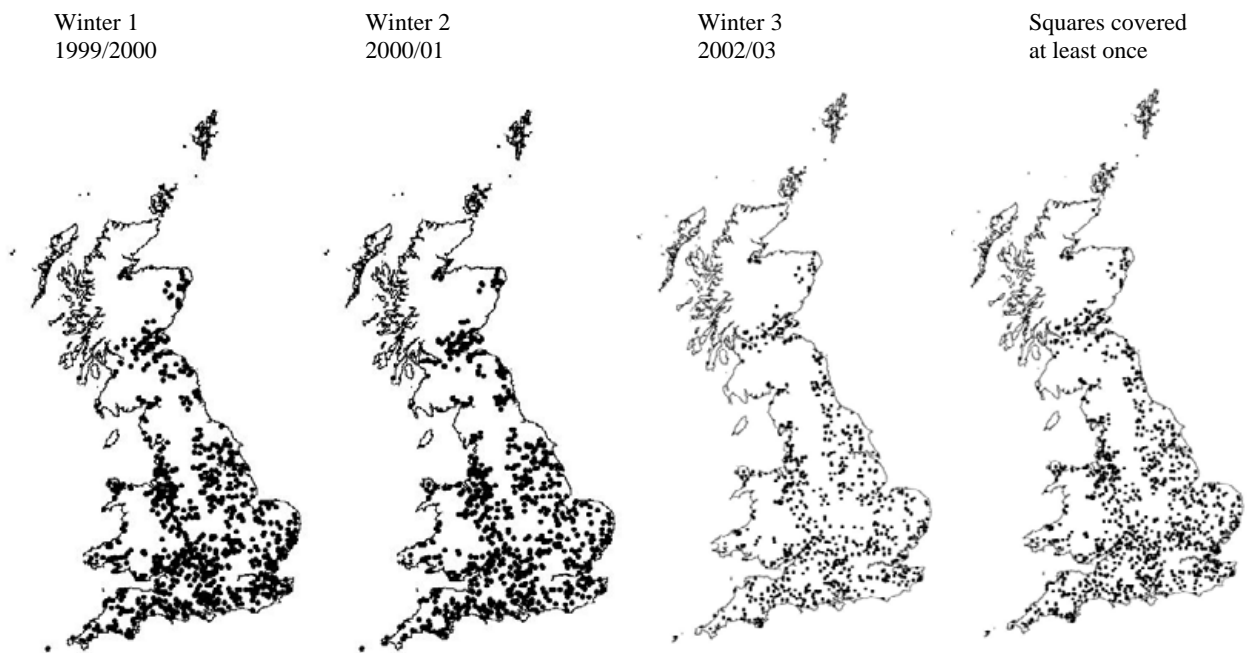 Winter 1
1999/2000
Winter 2
2000/01
Winter 3
2002/03
Squares covered
at least once